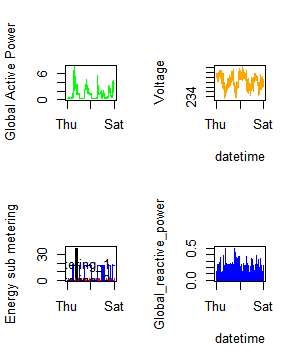 Global Active Power
0
6
Thu
Sat
Voltage
234
Thu
Sat
datetime
Energy sub metering
0
30
Thu
Sat
Global_reactive_power
0.0
0.5
Thu
Sat
datetime